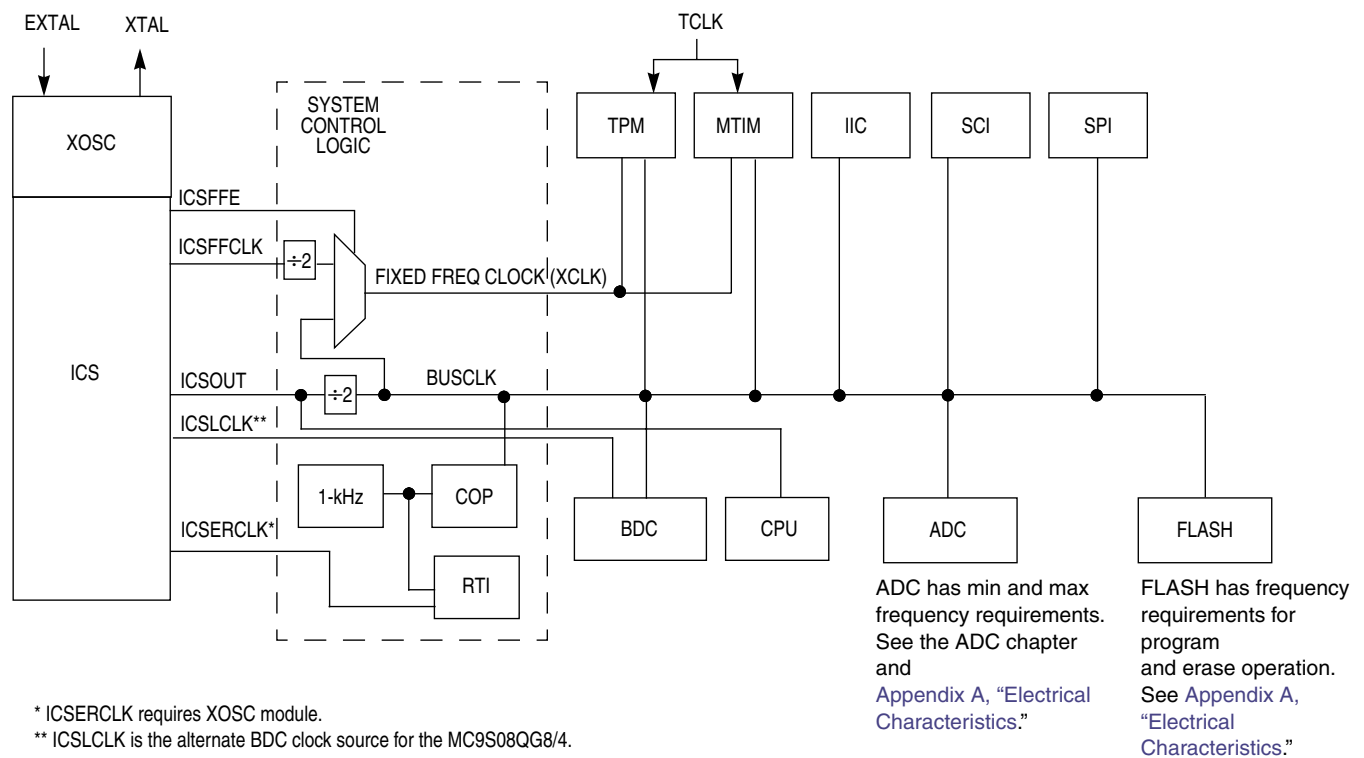 EXTAL
XTAL
TCLK
XOSC
SYSTEM
CONTROL
LOGIC
TPM
MTIM
IIC
SCI
SPI
ICSFFE
ICSFFCLK
÷2
FIXED FREQ CLOCK (XCLK)
ICS
ICSOUT
÷2
BUSCLK
ICSLCLK**
1-kHz
COP
ICSERCLK*
RTI
BDC
CPU
ADC
FLASH
ADC has min and max
frequency requirements.
See the ADC chapter
and
Appendix A, “Electrical
Characteristics.”
FLASH has frequency
requirements for
program
and erase operation.
See Appendix A,
“Electrical
Characteristics.”
* ICSERCLK requires XOSC module.
** ICSLCLK is the alternate BDC clock source for the MC9S08QG8/4.